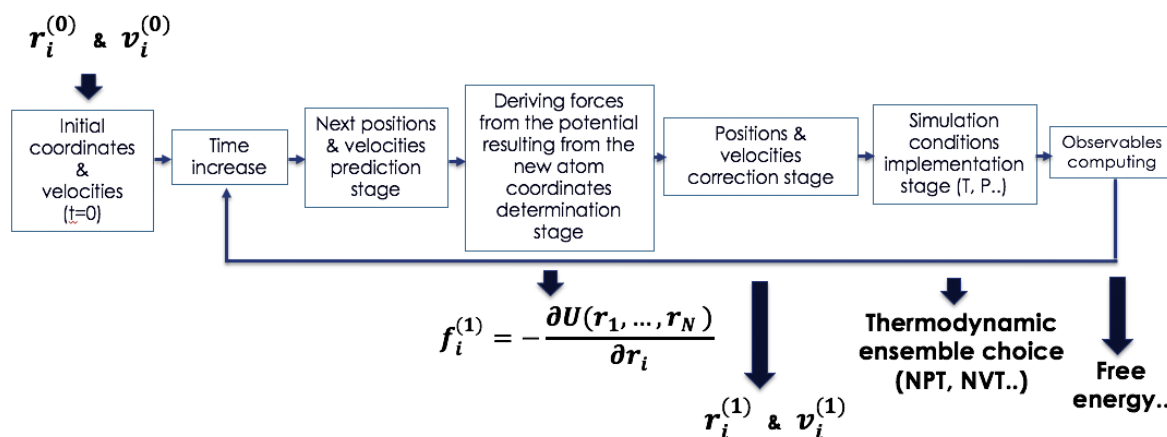 r_i^(0) & v_i^(0)
Initial
coordinates
&
velocities
(t=0)
Time
increase
Next positions
& velocities
prediction
stage
Deriving forces
from the potential
resulting from the
new atom
coordinates
determination
stage
Positions &
velocities
correction stage
Simulation
conditions
implementation
stage (T, P..)
Observables
computing
f_i^(1) = − ∂U(r_1, …, r_N) / ∂r_i
r_i^(1) & v_i^(1)
Thermodynamic
ensemble choice
(NPT, NVT..)
Free
energy..